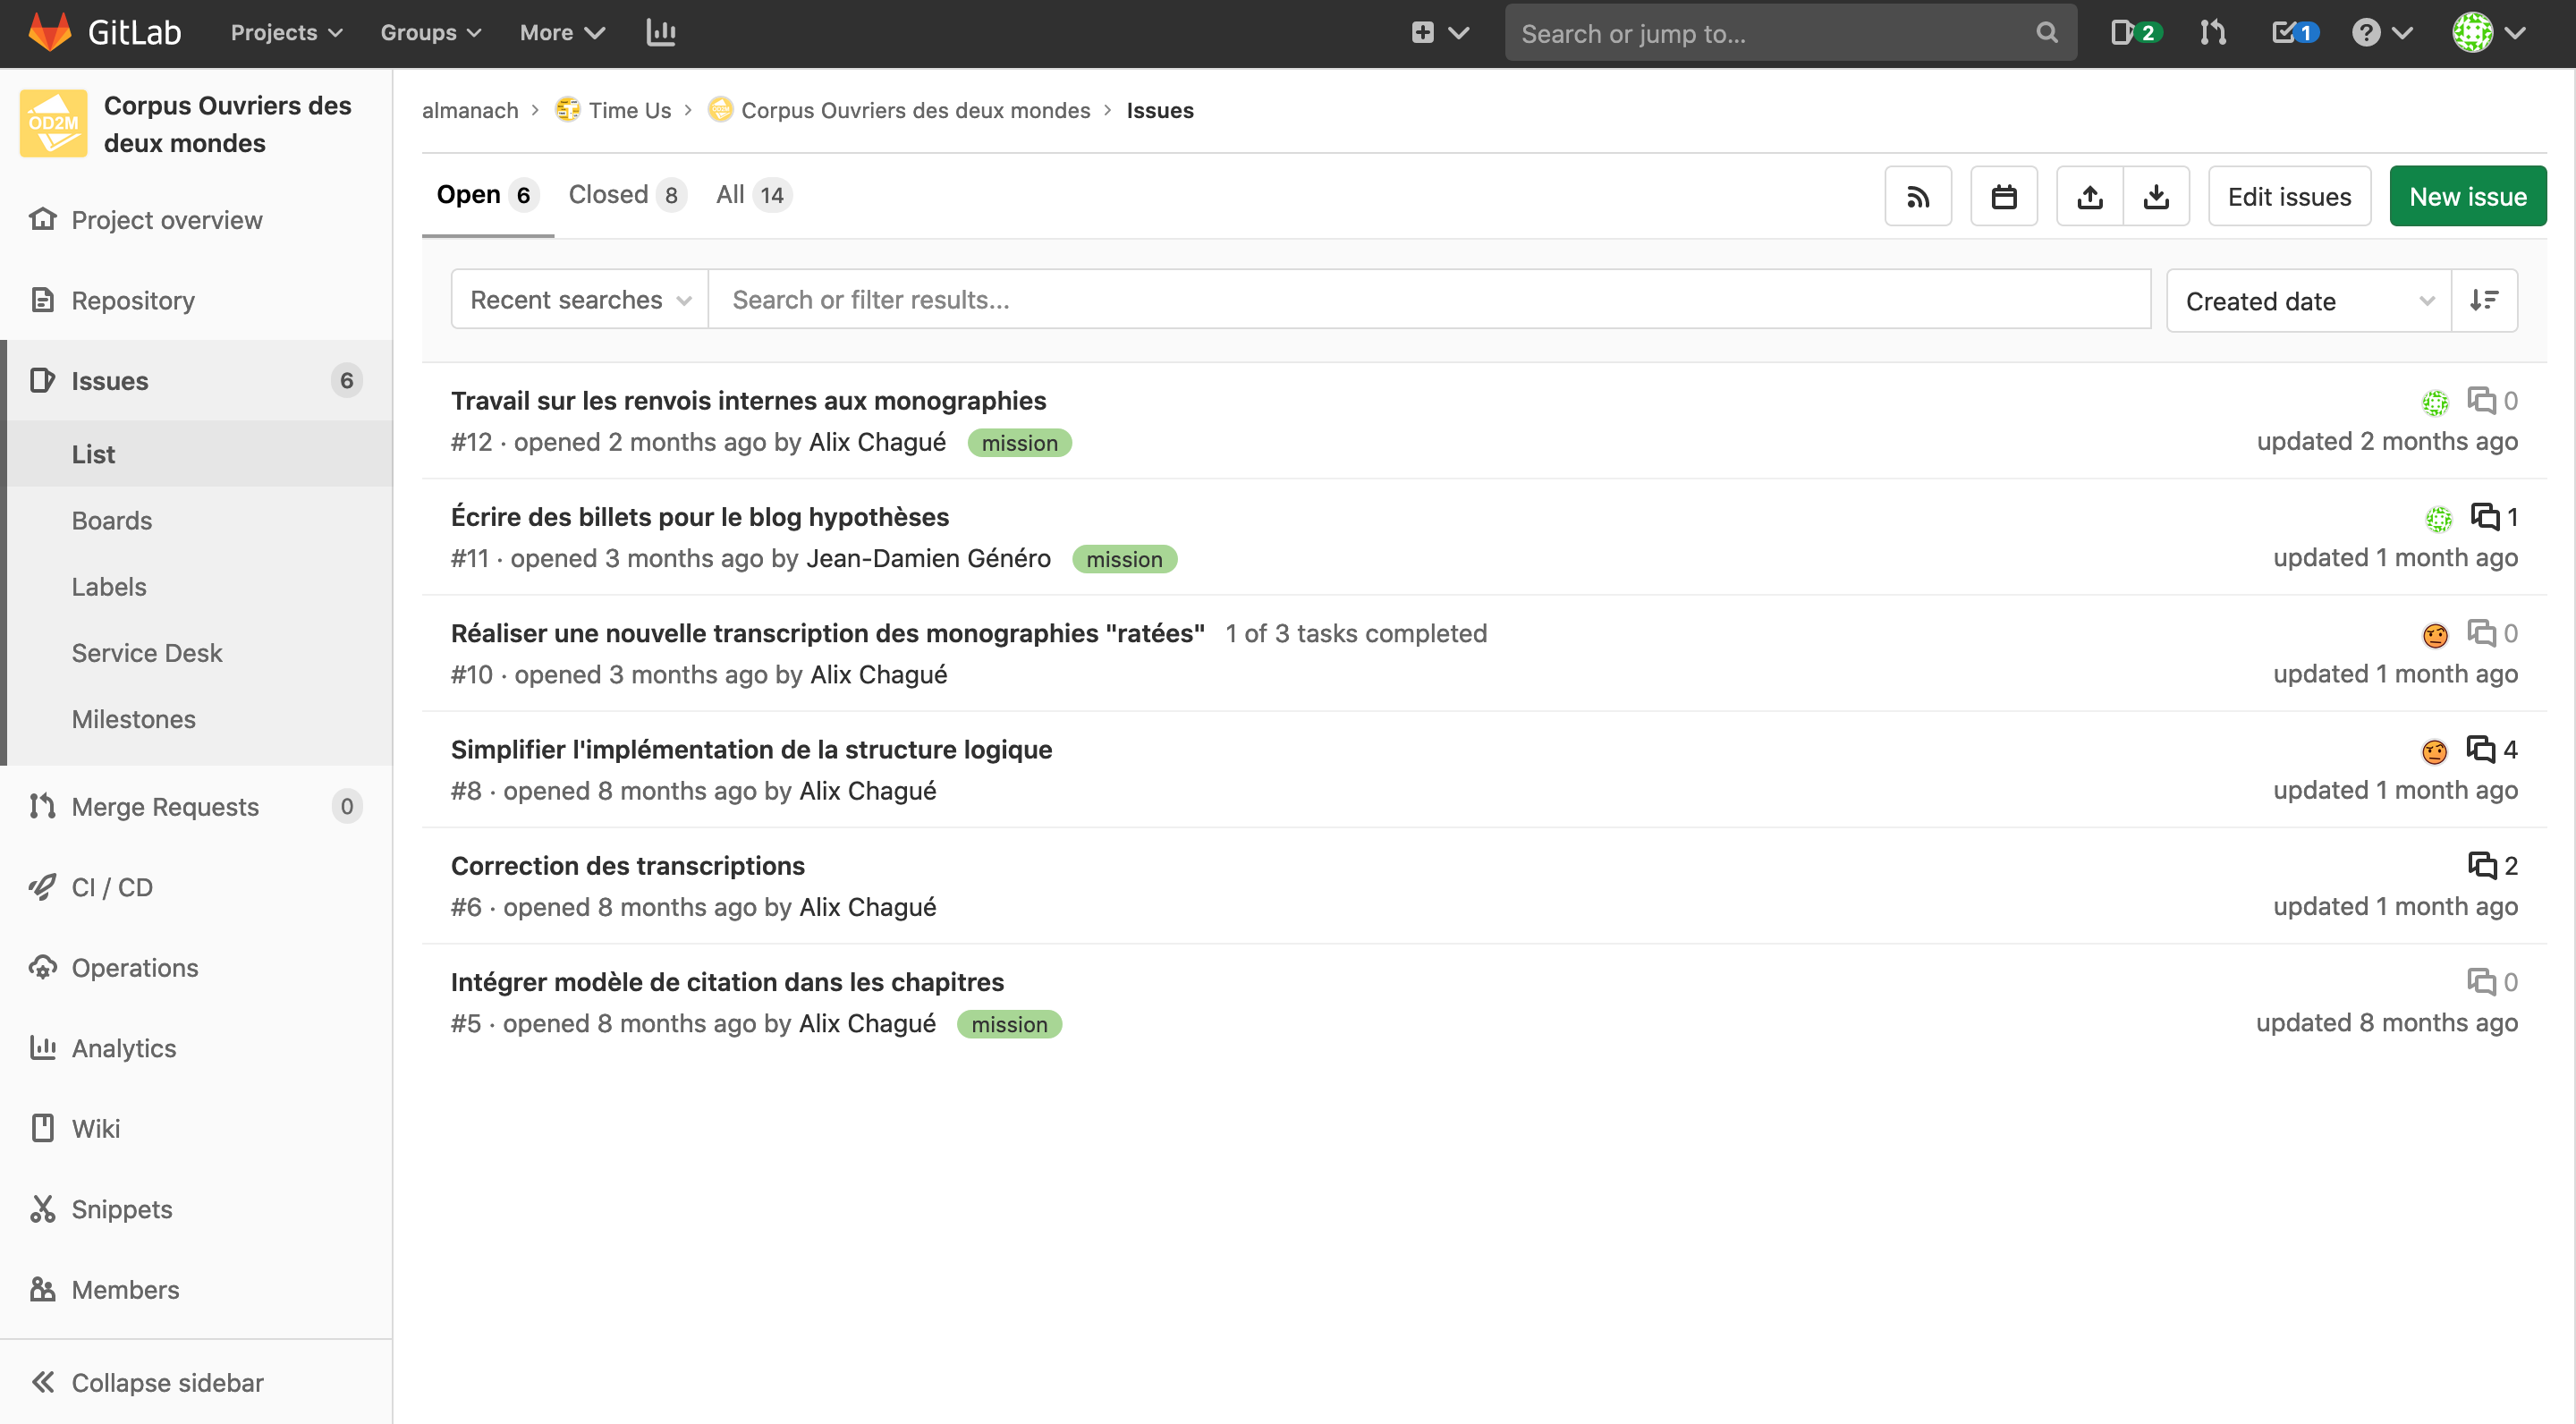 GitLab Projects Groups More Search or jump to... 2 1
OD2M
Corpus Ouvriers des
deux mondes
Project overview
Repository
Issues 6
List
Boards
Labels
Service Desk
Milestones
Merge Requests 0
CI / CD
Operations
Analytics
Wiki
Snippets
Members
Collapse sidebar
almanach › Time Us › Corpus Ouvriers des deux mondes › Issues
Open 6 Closed 8 All 14 Edit issues New issue
Recent searches Search or filter results... Created date
Travail sur les renvois internes aux monographies 0
#12 · opened 2 months ago by Alix Chagué mission updated 2 months ago
Écrire des billets pour le blog hypothèses 1
#11 · opened 3 months ago by Jean-Damien Généro mission updated 1 month ago
Réaliser une nouvelle transcription des monographies "ratées" 1 of 3 tasks completed 0
#10 · opened 3 months ago by Alix Chagué updated 1 month ago
Simplifier l'implémentation de la structure logique 4
#8 · opened 8 months ago by Alix Chagué updated 1 month ago
Correction des transcriptions 2
#6 · opened 8 months ago by Alix Chagué updated 1 month ago
Intégrer modèle de citation dans les chapitres 0
#5 · opened 8 months ago by Alix Chagué mission updated 8 months ago